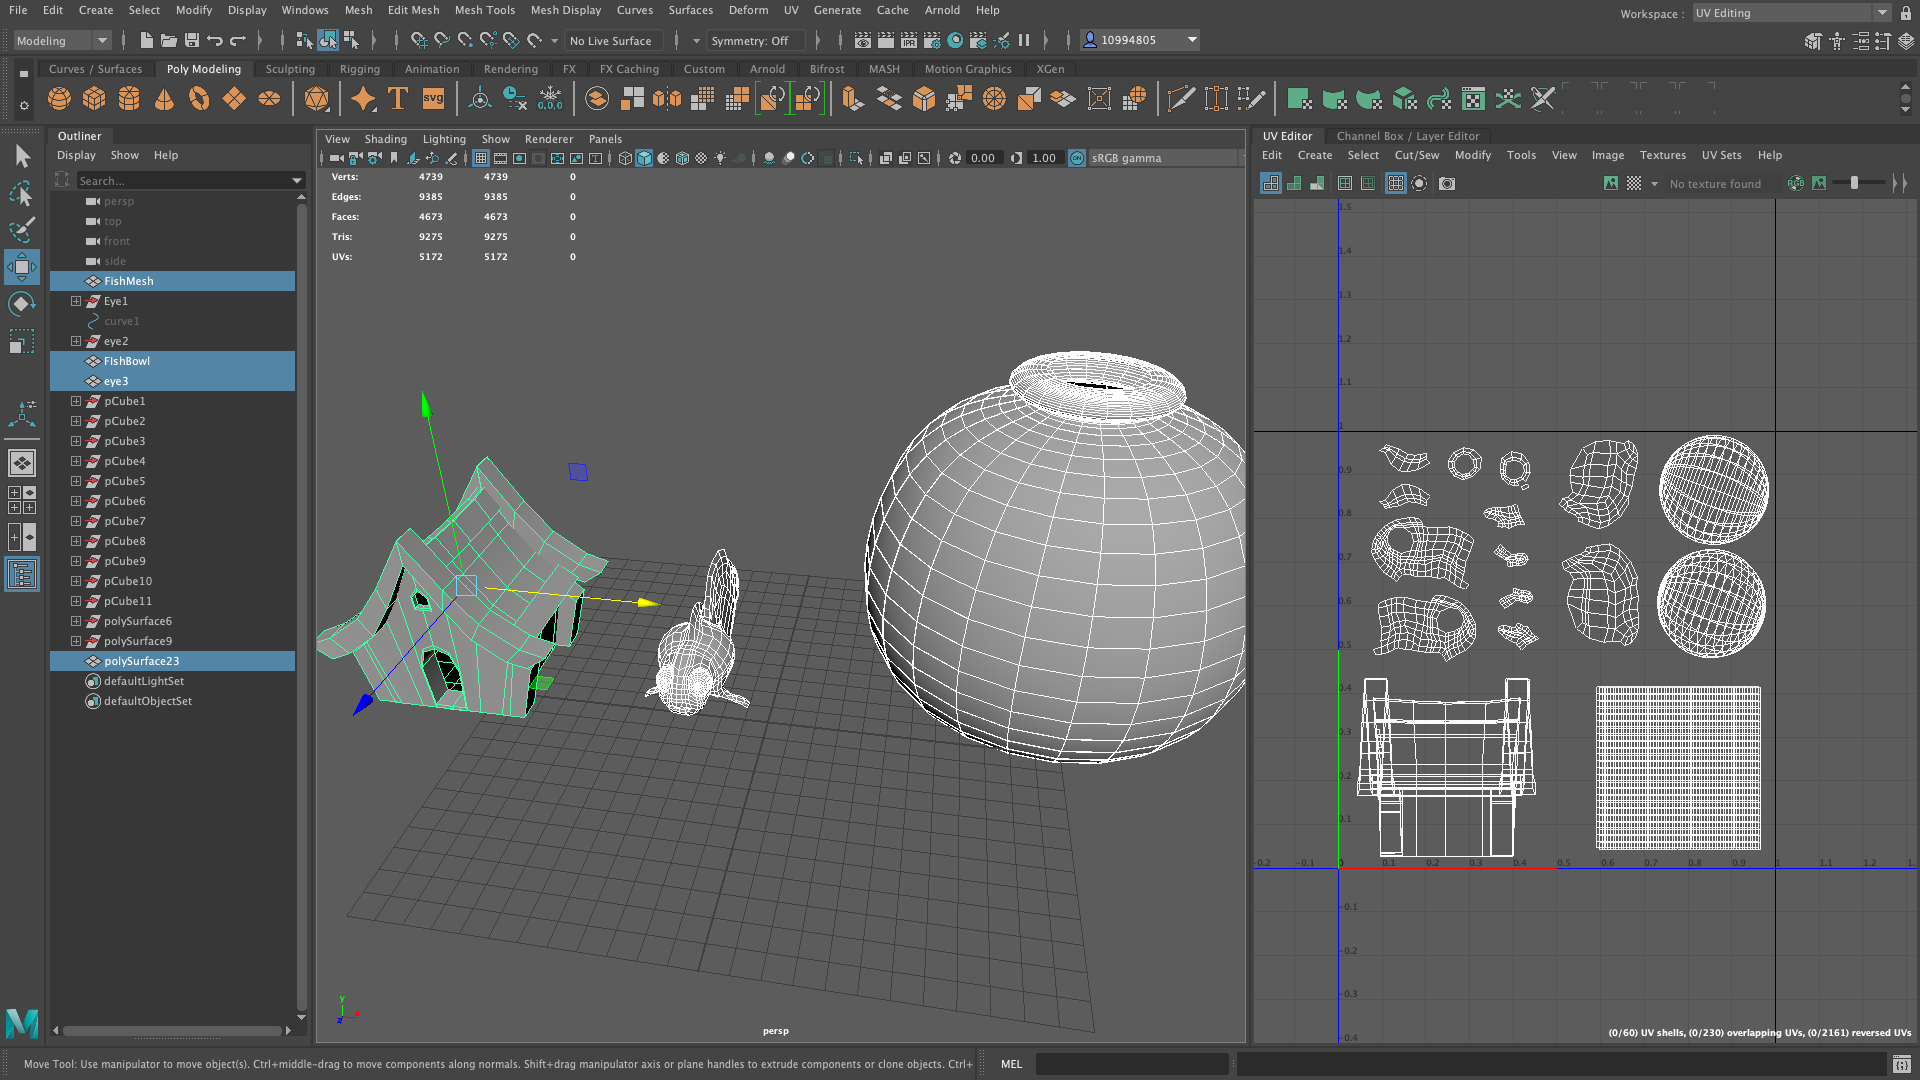 File Edit Create Select Modify Display Windows Mesh Edit Mesh Mesh Tools Mesh Display Curves Surfaces Deform UV Generate Cache Arnold Help
Workspace : UV Editing
Modeling No Live Surface Symmetry: Off 10994805
Curves / Surfaces Poly Modeling Sculpting Rigging Animation Rendering FX FX Caching Custom Arnold Bifrost MASH Motion Graphics XGen
T svg 0,0,0
Outliner
Display Show Help
Search...
persp
top
front
side
FishMesh
Eye1
curve1
eye2
FIshBowl
eye3
pCube1
pCube2
pCube3
pCube4
pCube5
pCube6
pCube7
pCube8
pCube9
pCube10
pCube11
polySurface6
polySurface9
polySurface23
defaultLightSet
defaultObjectSet
View Shading Lighting Show Renderer Panels
0.00 1.00 ON sRGB gamma
Verts: 4739 4739 0
Edges: 9385 9385 0
Faces: 4673 4673 0
Tris: 9275 9275 0
UVs: 5172 5172 0
y
x
z
persp
UV Editor Channel Box / Layer Editor
Edit Create Select Cut/Sew Modify Tools View Image Textures UV Sets Help
No texture found RGB
1.5
1.4
1.3
1.2
1.1
1
0.9
0.8
0.7
0.6
0.5
0.4
0.3
0.2
0.1
-0.2 -0.1 0 0.1 0.2 0.3 0.4 0.5 0.6 0.7 0.8 0.9 1 1.1 1.2 1.
-0.1
-0.2
-0.3
-0.4
(0/60) UV shells, (0/230) overlapping UVs, (0/2161) reversed UVs
M
Move Tool: Use manipulator to move object(s). Ctrl+middle-drag to move components along normals. Shift+drag manipulator axis or plane handles to extrude components or clone objects. Ctrl+
MEL